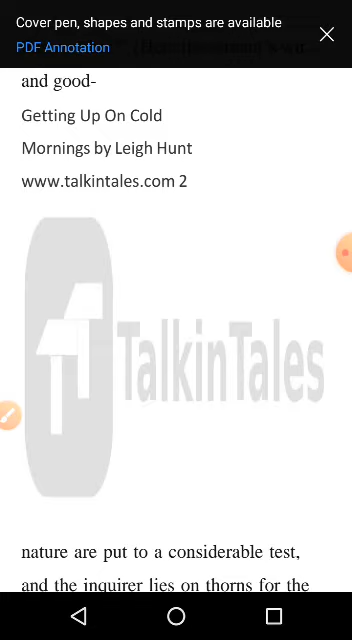 Cover pen, shapes and stamps are available
PDF Annotation
and good-
Getting Up On Cold
Mornings by Leigh Hunt
www.talkintales.com 2
TalkinTales
nature are put to a considerable test,
and the inquirer lies on thorns for the